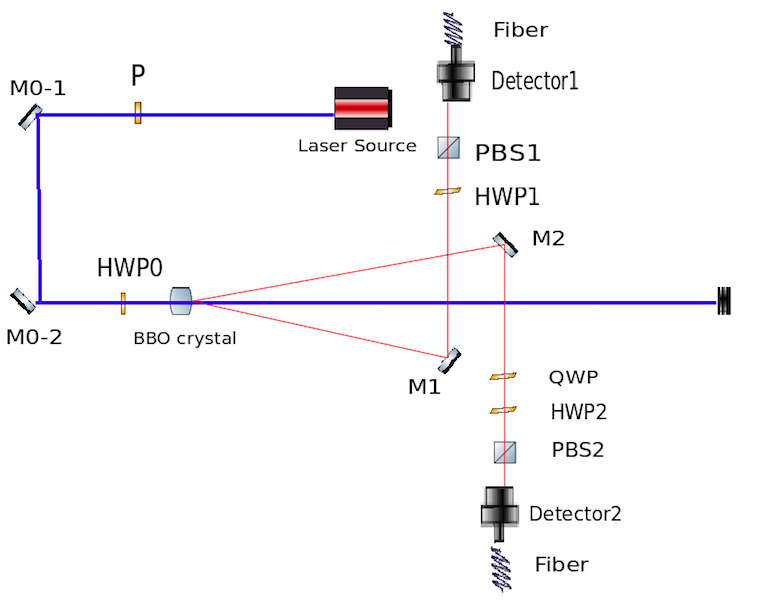 Fiber
P
Detector1
M0-1
Laser Source
PBS1
HWP1
M2
HWP0
M0-2
BBO crystal
M1
QWP
HWP2
PBS2
Detector2
Fiber